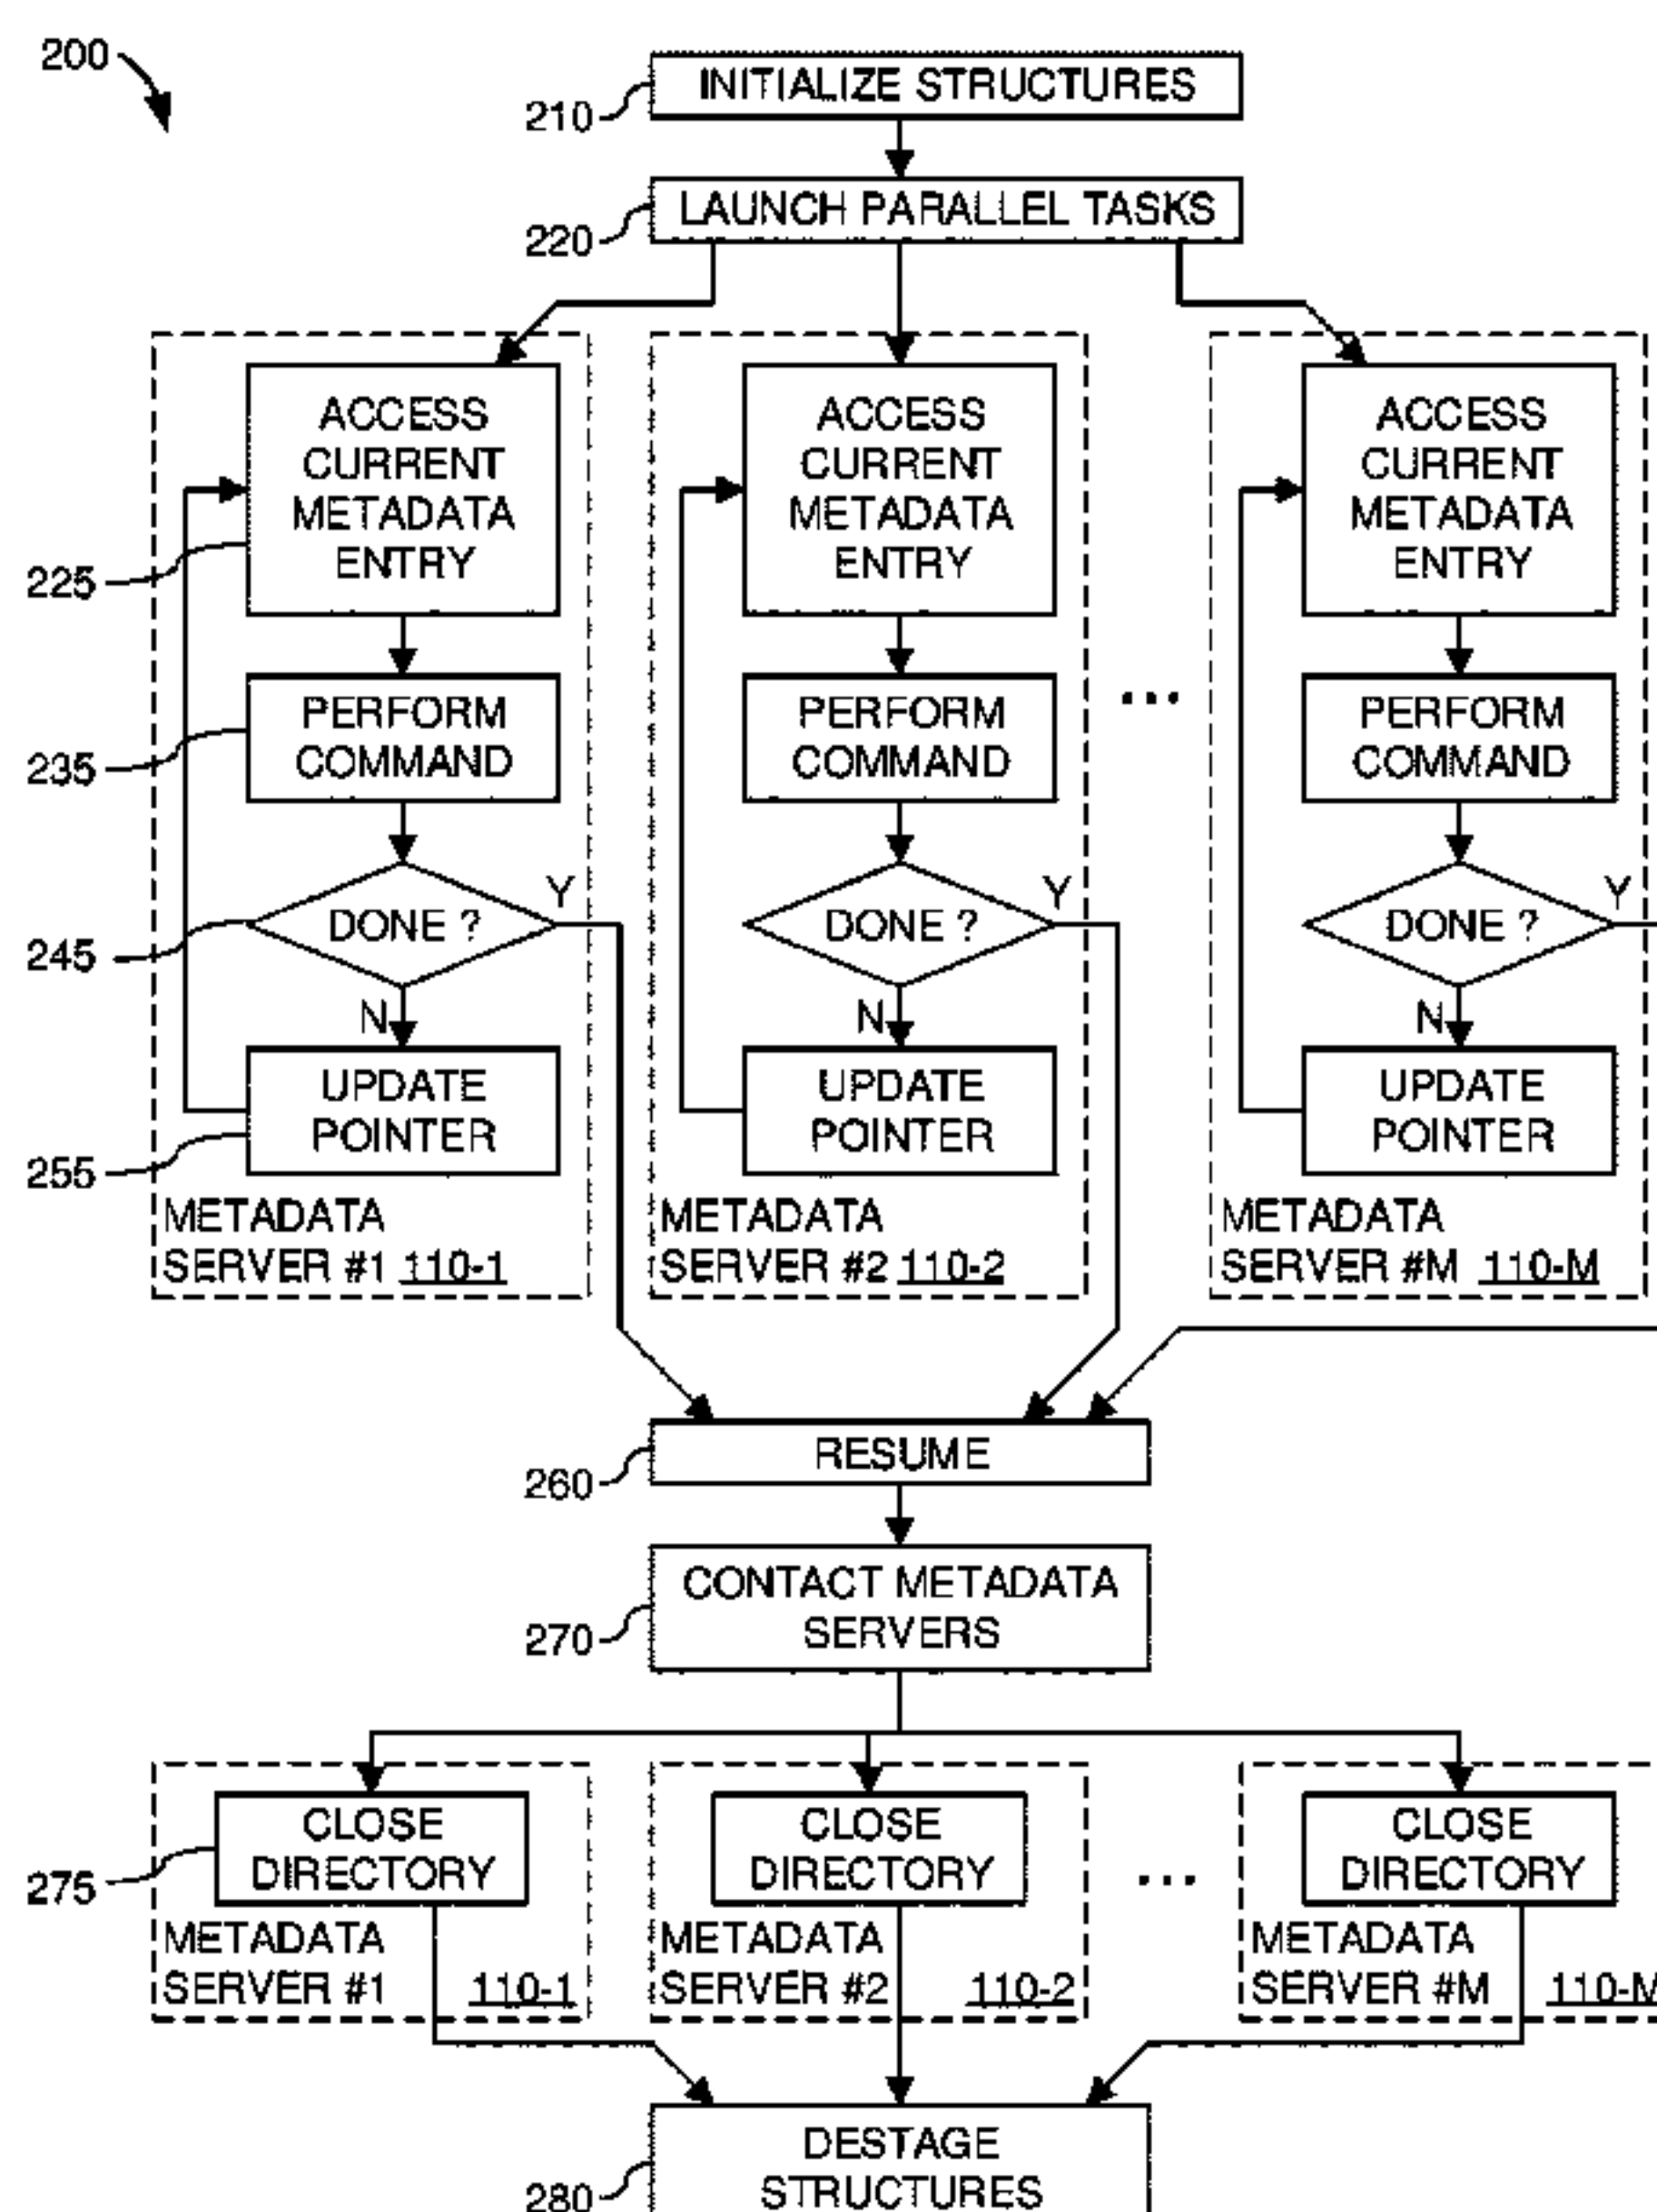 200
INITIALIZE STRUCTURES
210
LAUNCH PARALLEL TASKS
220
ACCESS
CURRENT
METADATA
ENTRY
225
PERFORM
COMMAND
235
DONE ?
Y
245
N
UPDATE
POINTER
255
METADATA
SERVER #1 110-1
ACCESS
CURRENT
METADATA
ENTRY
PERFORM
COMMAND
DONE ?
Y
N
UPDATE
POINTER
METADATA
SERVER #2 110-2
...
ACCESS
CURRENT
METADATA
ENTRY
PERFORM
COMMAND
DONE ?
Y
N
UPDATE
POINTER
METADATA
SERVER #M 110-M
RESUME
260
CONTACT METADATA
SERVERS
270
CLOSE
DIRECTORY
275
METADATA
SERVER #1 110-1
CLOSE
DIRECTORY
METADATA
SERVER #2 110-2
...
CLOSE
DIRECTORY
METADATA
SERVER #M 110-M
DESTAGE
STRUCTURES
280